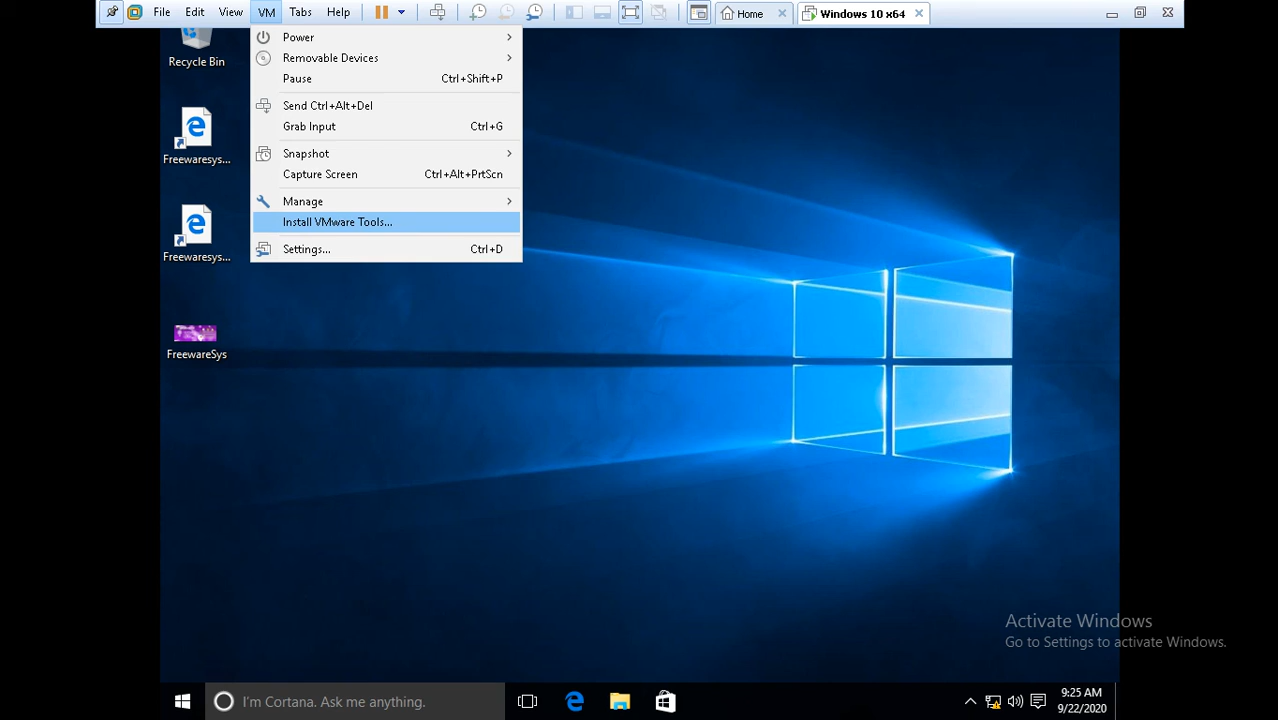 File Edit View VM Tabs Help Home Windows 10 x64
Power
Removable Devices
Pause Ctrl+Shift+P
Send Ctrl+Alt+Del
Grab Input Ctrl+G
Snapshot
Capture Screen Ctrl+Alt+PrtScn
Manage
Install VMware Tools...
Settings... Ctrl+D
Recycle Bin
Freewaresys...
Freewaresys...
FreewareSys
Activate Windows
Go to Settings to activate Windows.
I'm Cortana. Ask me anything.
9:25 AM
9/22/2020